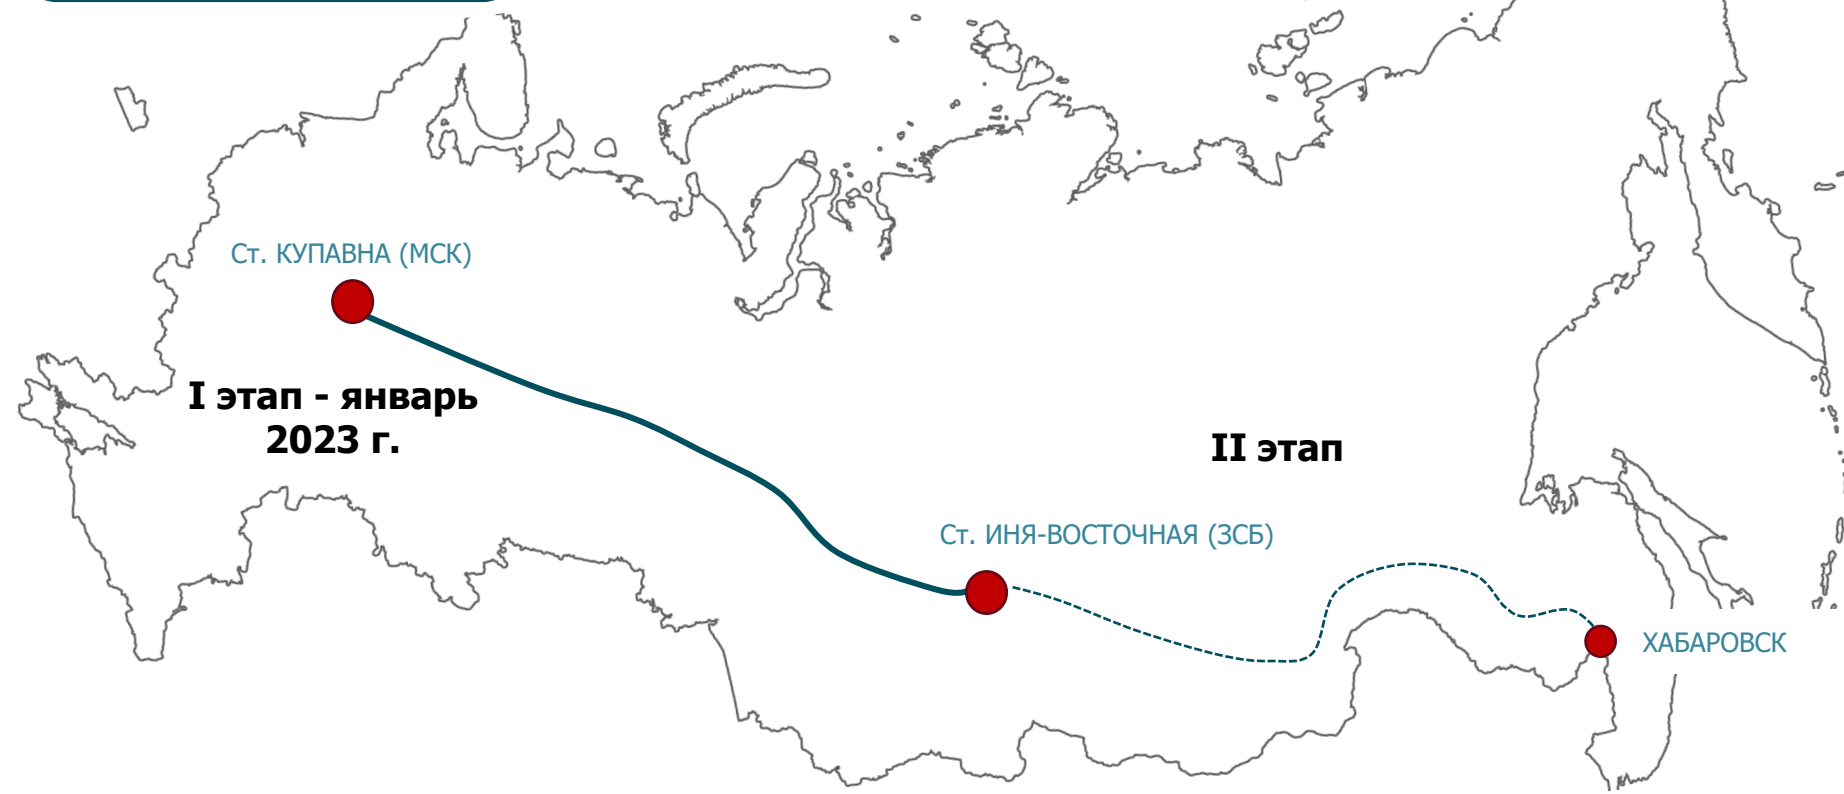 Ст. КУПАВНА (МСК)
I этап - январь
2023 г.
II этап
Ст. ИНЯ-ВОСТОЧНАЯ (ЗСБ)
ХАБАРОВСК